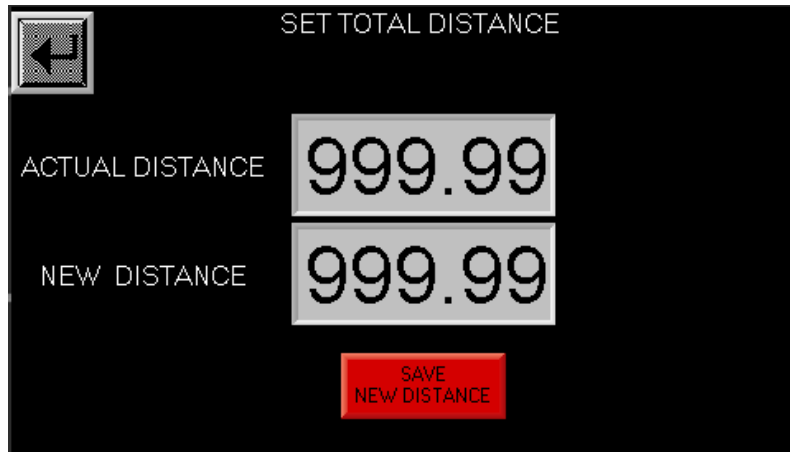 SET TOTAL DISTANCE
ACTUAL DISTANCE
999.99
NEW DISTANCE
999.99
SAVE
NEW DISTANCE